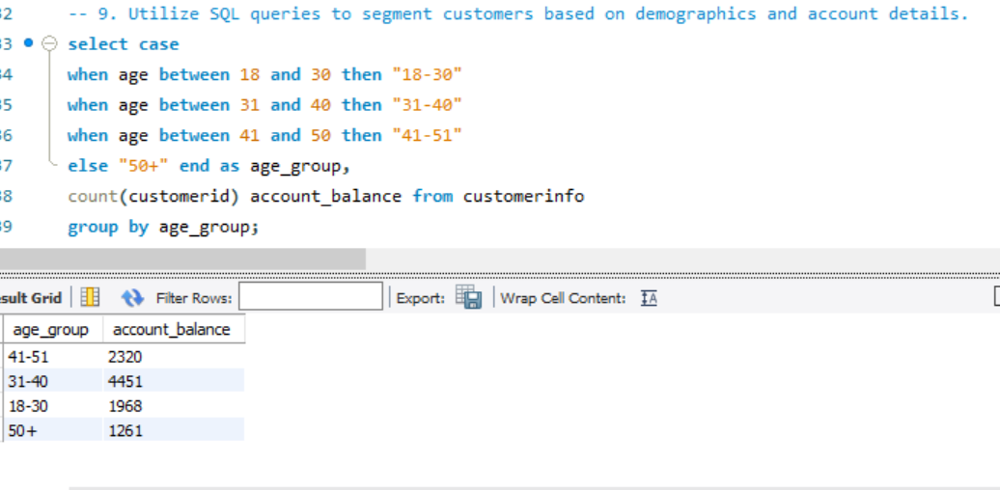 32 -- 9. Utilize SQL queries to segment customers based on demographics and account details.
33 select case
34 when age between 18 and 30 then "18-30"
35 when age between 31 and 40 then "31-40"
36 when age between 41 and 50 then "41-51"
37 else "50+" end as age_group,
38 count(customerid) account_balance from customerinfo
39 group by age_group;
esult Grid Filter Rows: Export: Wrap Cell Content: IA
age_group account_balance
41-51 2320
31-40 4451
18-30 1968
50+ 1261